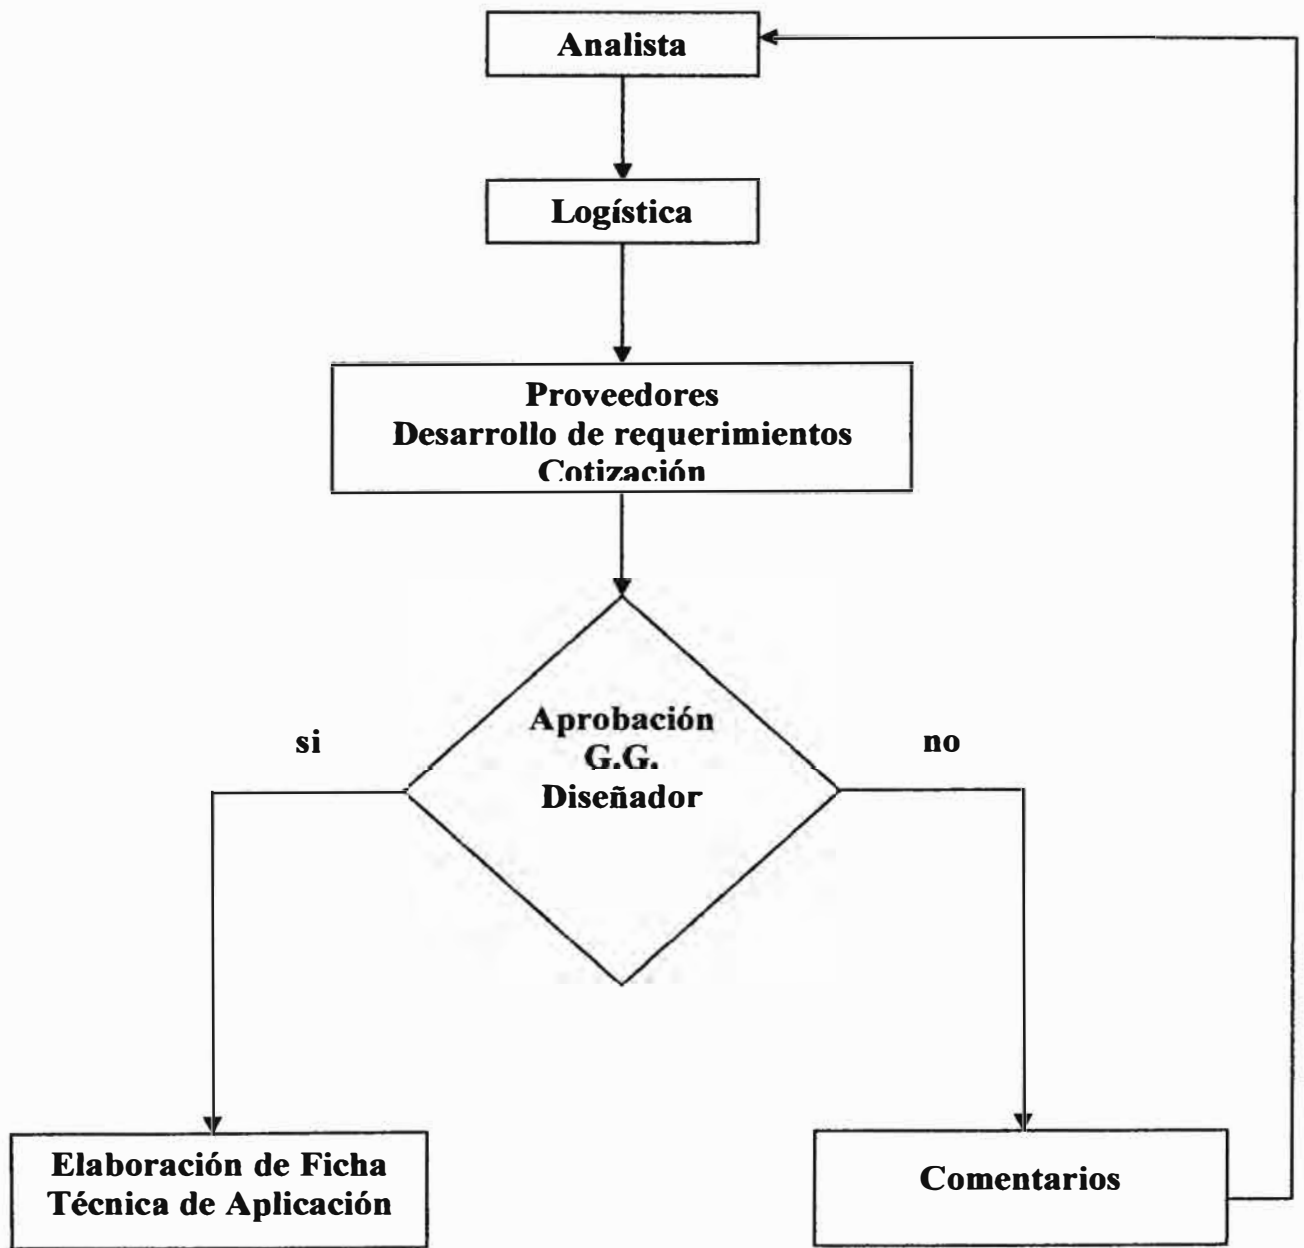 Analista
Logística
Proveedores
Desarrollo de requerimientos
Cotización
Aprobación
G.G.
Diseñador
si
no
Elaboración de Ficha
Técnica de Aplicación
Comentarios